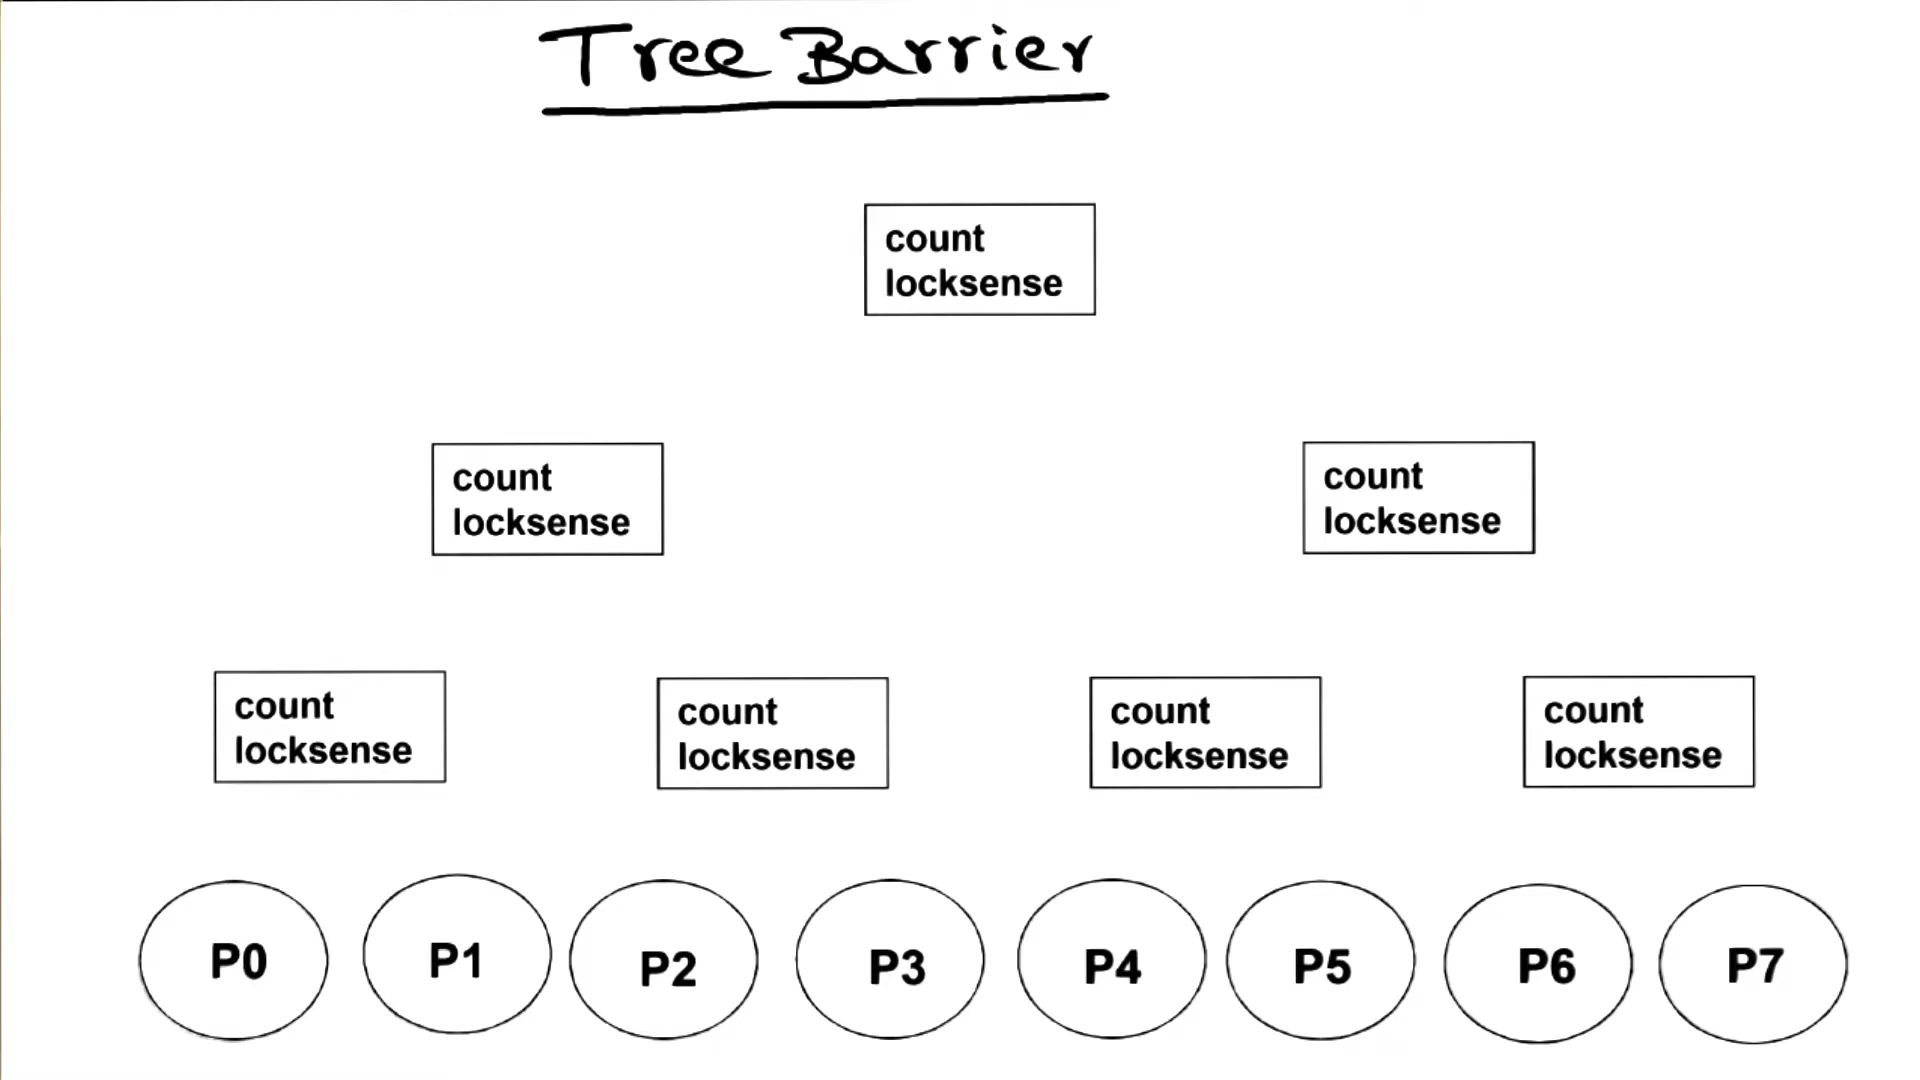 Tree Barrier
count
locksense
count
locksense
count
locksense
count
locksense
count
locksense
count
locksense
count
locksense
P0
P1
P2
P3
P4
P5
P6
P7